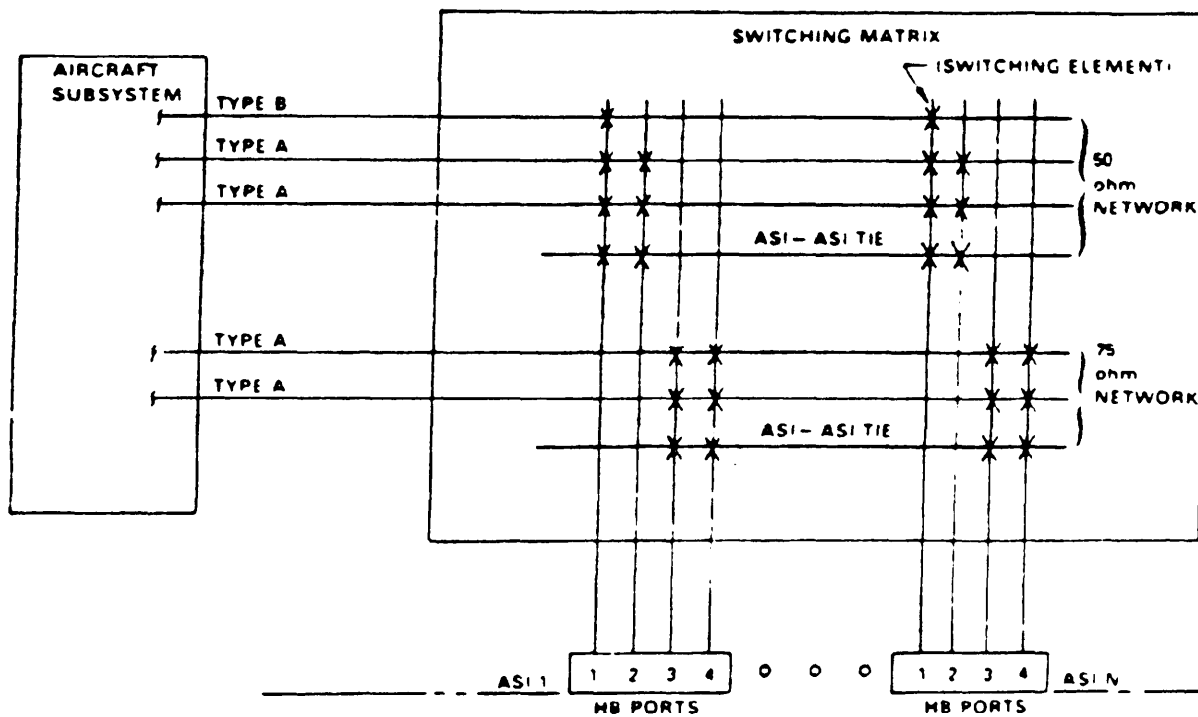 SWITCHING MATRIX
AIRCRAFT
SUBSYSTEM
(SWITCHING ELEMENT)
TYPE B
TYPE A
50
ohm
NETWORK
TYPE A
ASI - ASI TIE
TYPE A
75
ohm
NETWORK
TYPE A
ASI - ASI TIE
ASI 1
1 2 3 4
o o o
1 2 3 4
ASI N
HB PORTS
HB PORTS